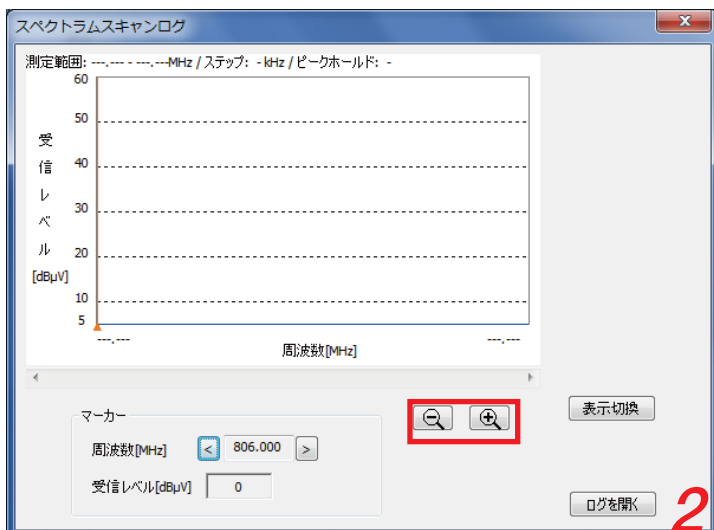 スペクトラムスキャンログ
測定範囲: ---.--- - ---.---MHz / ステップ: - kHz / ピークホールド: -
60
50
40
30
20
10
5
受信レベル[dBμV]
---.--- ---.---
周波数[MHz]
マーカー
表示切換
周波数[MHz] < 806.000 >
受信レベル[dBμV] 0
ログを開く 2